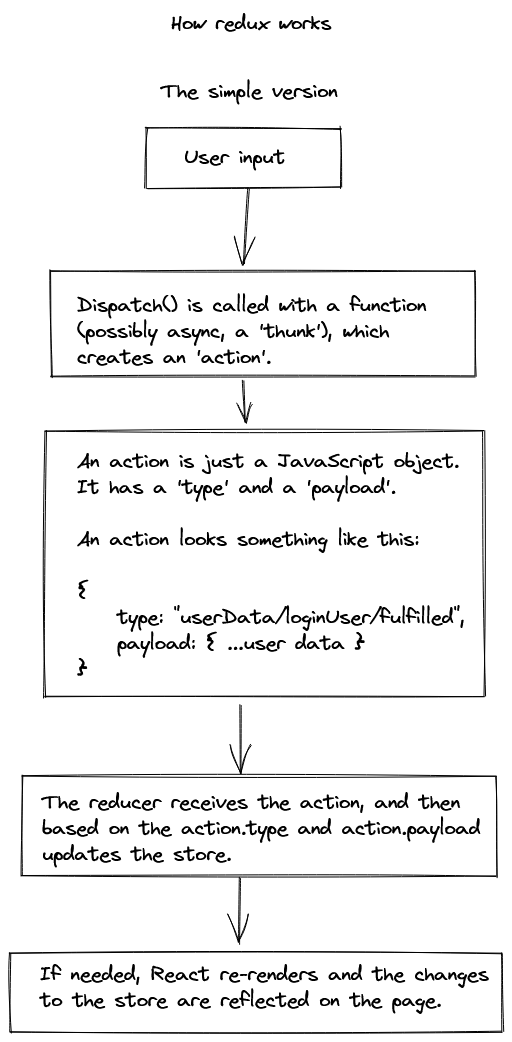 How redux works
The simple version
User input
Dispatch() is called with a function
(possibly async, a 'thunk'), which
creates an 'action'.
An action is just a JavaScript object.
It has a 'type' and a 'payload'.
An action looks something like this:
{
type: "userData/loginUser/fulfilled",
payload: { ...user data }
}
The reducer receives the action, and then
based on the action.type and action.payload
updates the store.
If needed, React re-renders and the changes
to the store are reflected on the page.